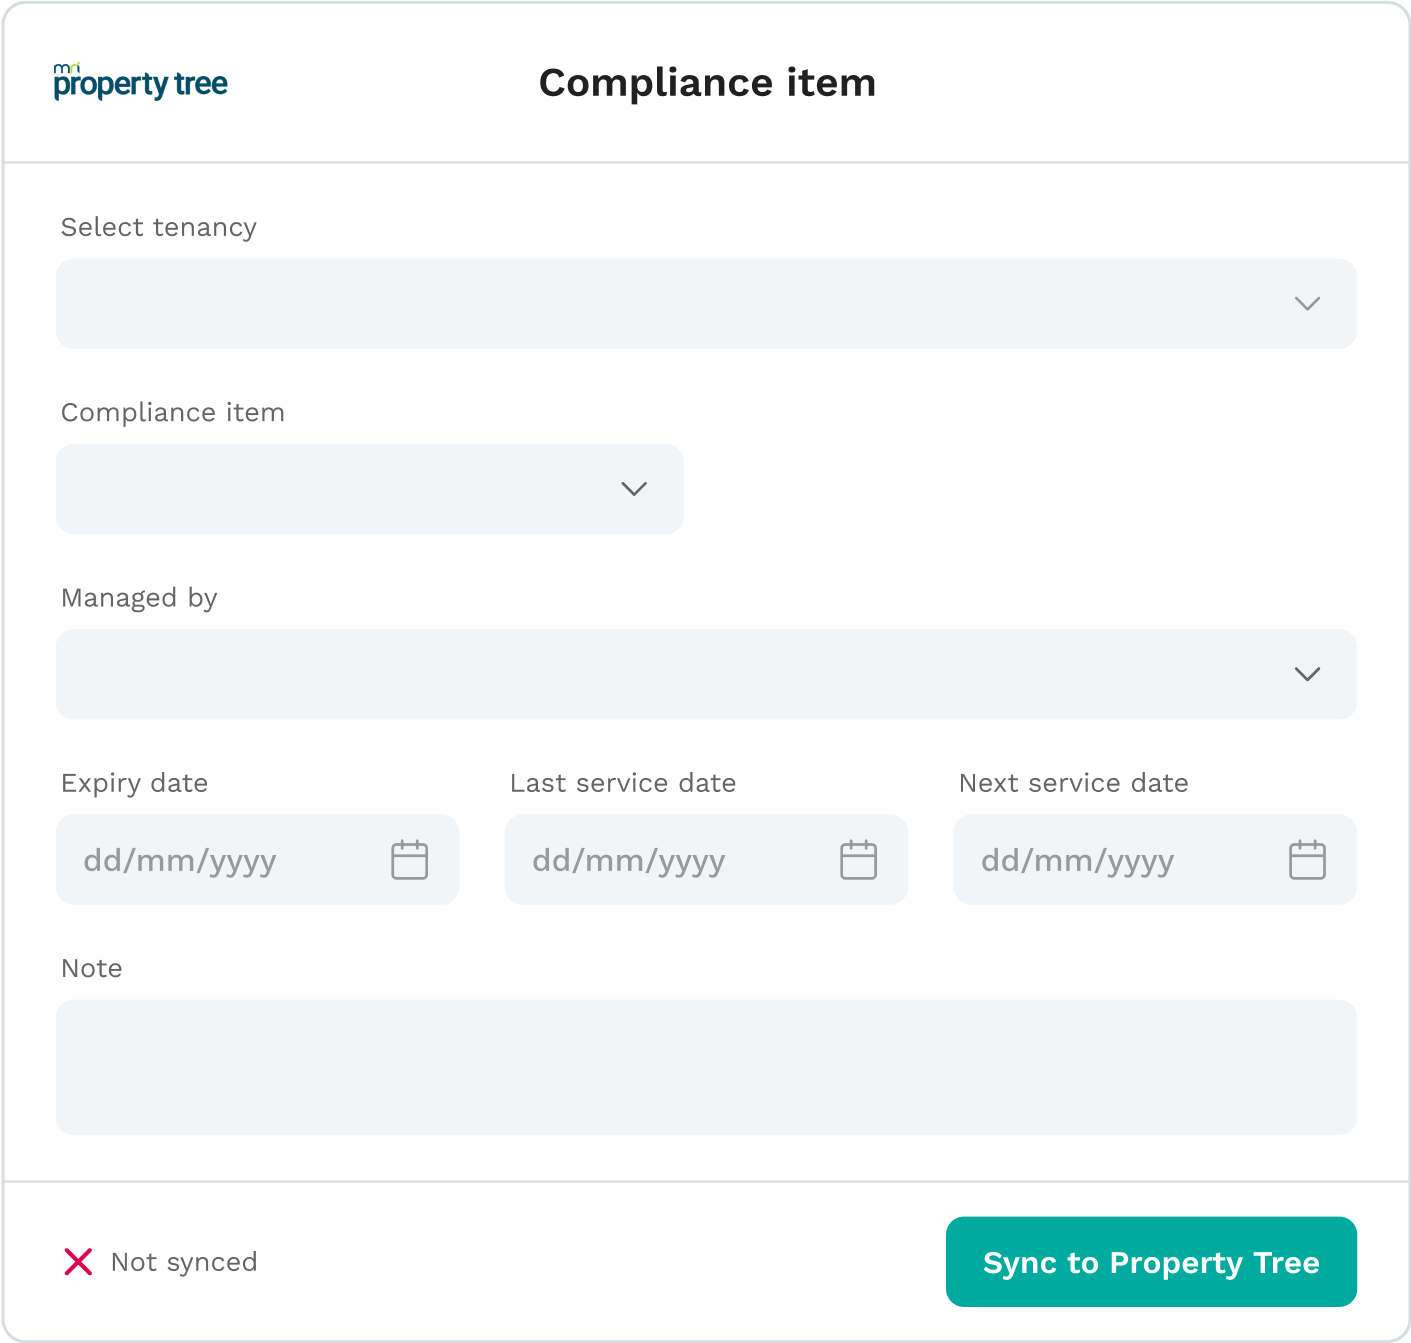 mri
property tree
Compliance item
Select tenancy
Compliance item
Managed by
Expiry date
Last service date
Next service date
dd/mm/yyyy
dd/mm/yyyy
dd/mm/yyyy
Note
Not synced
Sync to Property Tree